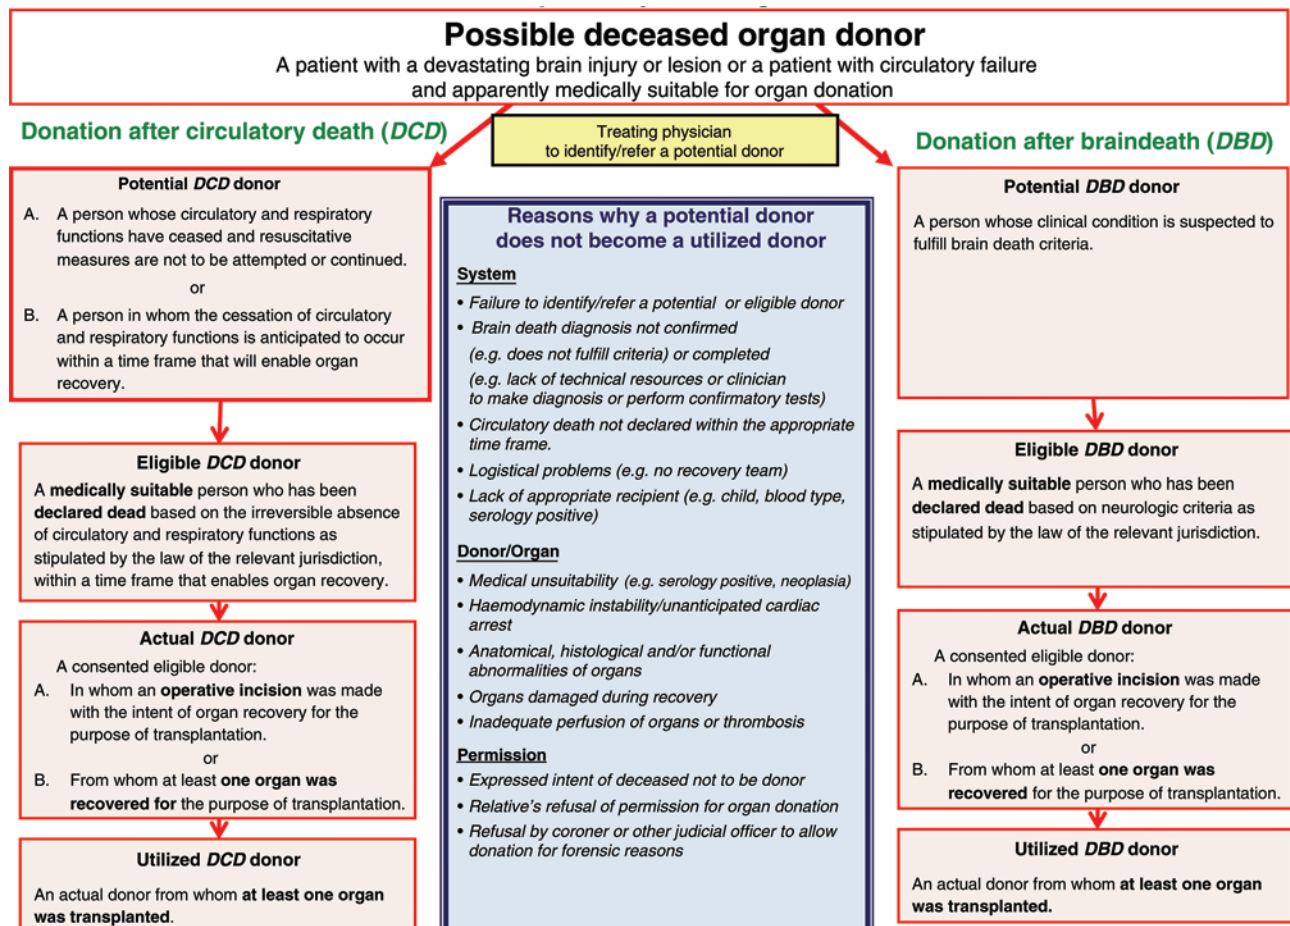 Possible deceased organ donor
A patient with a devastating brain injury or lesion or a patient with circulatory failure
and apparently medically suitable for organ donation
Donation after circulatory death (DCD)
Treating physician
to identify/refer a potential donor
Donation after braindeath (DBD)
Potential DCD donor
A. A person whose circulatory and respiratory
functions have ceased and resuscitative
measures are not to be attempted or continued.
or
B. A person in whom the cessation of circulatory
and respiratory functions is anticipated to occur
within a time frame that will enable organ
recovery.
Eligible DCD donor
A medically suitable person who has been
declared dead based on the irreversible absence
of circulatory and respiratory functions as
stipulated by the law of the relevant jurisdiction,
within a time frame that enables organ recovery.
Actual DCD donor
A consented eligible donor:
A. In whom an operative incision was made
with the intent of organ recovery for the
purpose of transplantation.
or
B. From whom at least one organ was
recovered for the purpose of transplantation.
Utilized DCD donor
An actual donor from whom at least one organ
was transplanted.
Reasons why a potential donor
does not become a utilized donor
System
• Failure to identify/refer a potential or eligible donor
• Brain death diagnosis not confirmed
(e.g. does not fulfill criteria) or completed
(e.g. lack of technical resources or clinician
to make diagnosis or perform confirmatory tests)
• Circulatory death not declared within the appropriate
time frame.
• Logistical problems (e.g. no recovery team)
• Lack of appropriate recipient (e.g. child, blood type,
serology positive)
Donor/Organ
• Medical unsuitability (e.g. serology positive, neoplasia)
• Haemodynamic instability/unanticipated cardiac
arrest
• Anatomical, histological and/or functional
abnormalities of organs
• Organs damaged during recovery
• Inadequate perfusion of organs or thrombosis
Permission
• Expressed intent of deceased not to be donor
• Relative's refusal of permission for organ donation
• Refusal by coroner or other judicial officer to allow
donation for forensic reasons
Potential DBD donor
A person whose clinical condition is suspected to
fulfill brain death criteria.
Eligible DBD donor
A medically suitable person who has been
declared dead based on neurologic criteria as
stipulated by the law of the relevant jurisdiction.
Actual DBD donor
A consented eligible donor:
A. In whom an operative incision was made
with the intent of organ recovery for the
purpose of transplantation.
or
B. From whom at least one organ was
recovered for the purpose of transplantation.
Utilized DBD donor
An actual donor from whom at least one organ
was transplanted.